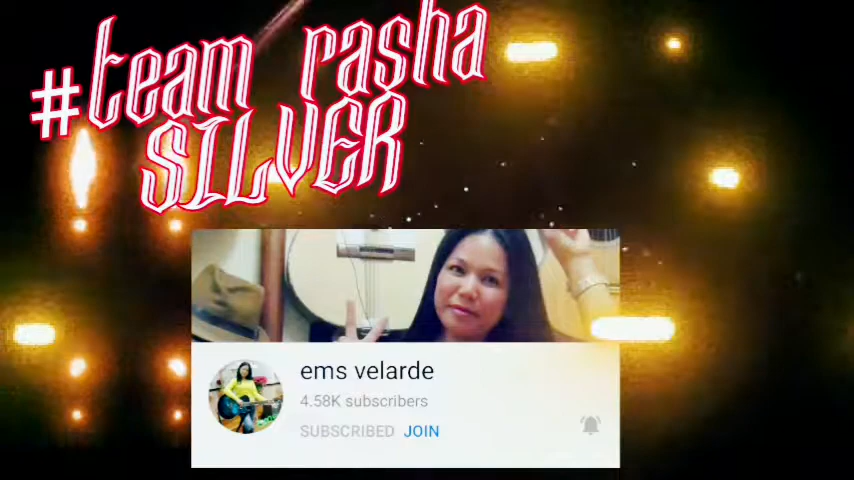 #team rasha
SILVER
ems velarde
4.58K subscribers
SUBSCRIBED JOIN